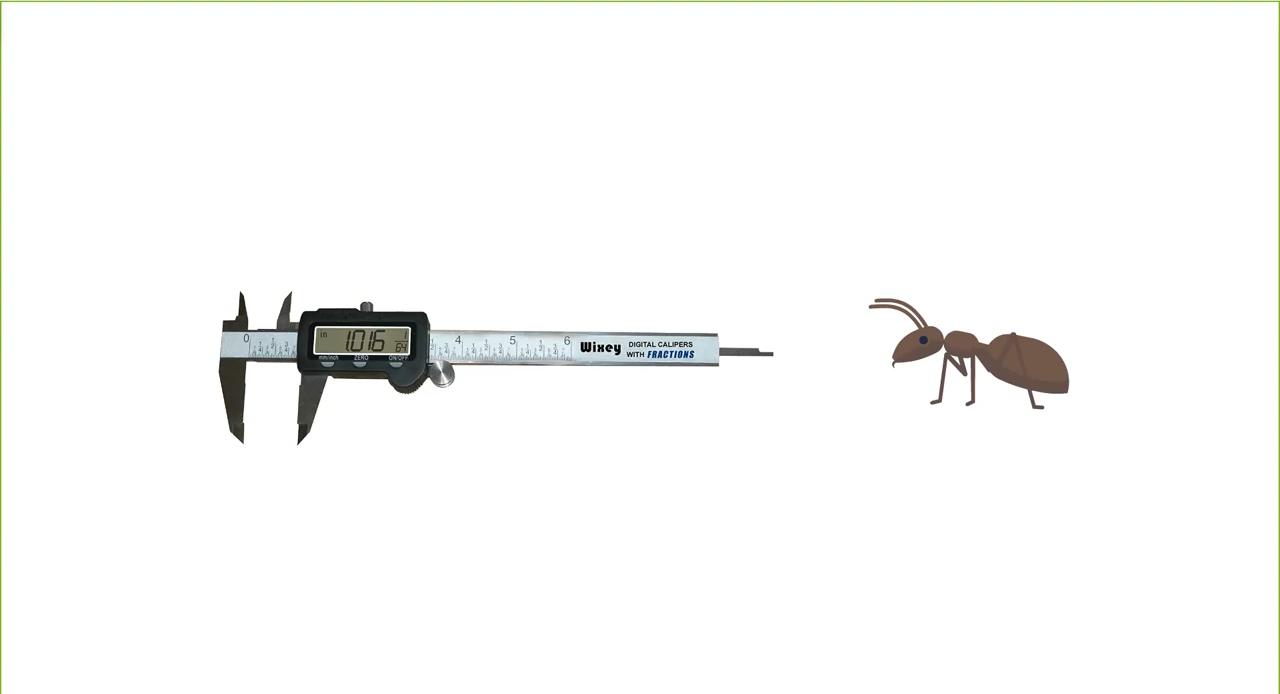 0
in 1.016 1/64
mm/inch ZERO ON/OFF
4 5 6
Wixey
DIGITAL CALIPERS
WITH FRACTIONS